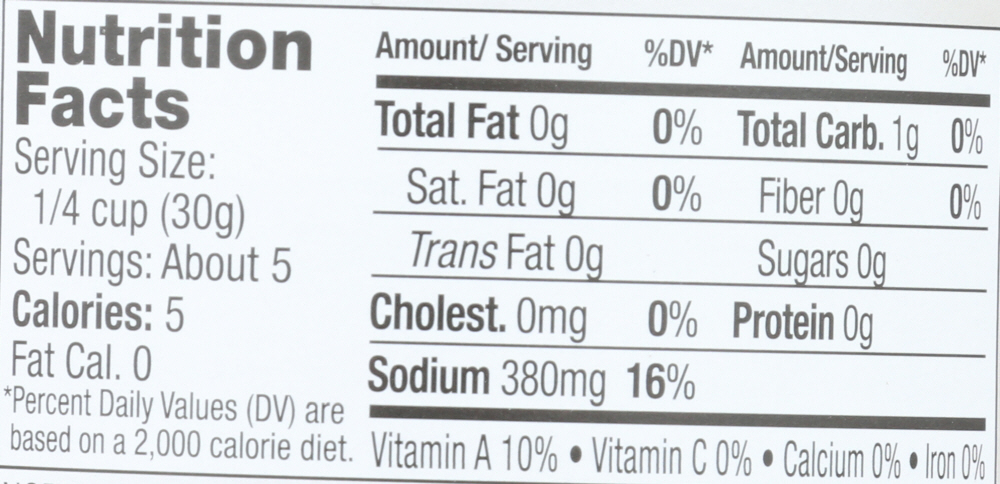 Nutrition
Facts
Serving Size:
1/4 cup (30g)
Servings: About 5
Calories: 5
Fat Cal. 0
*Percent Daily Values (DV) are
based on a 2,000 calorie diet.
Amount/ Serving %DV* Amount/Serving %DV*
Total Fat 0g 0% Total Carb. 1g 0%
Sat. Fat 0g 0% Fiber 0g 0%
Trans Fat 0g Sugars 0g
Cholest. 0mg 0% Protein 0g
Sodium 380mg 16%
Vitamin A 10% • Vitamin C 0% • Calcium 0% • Iron 0%